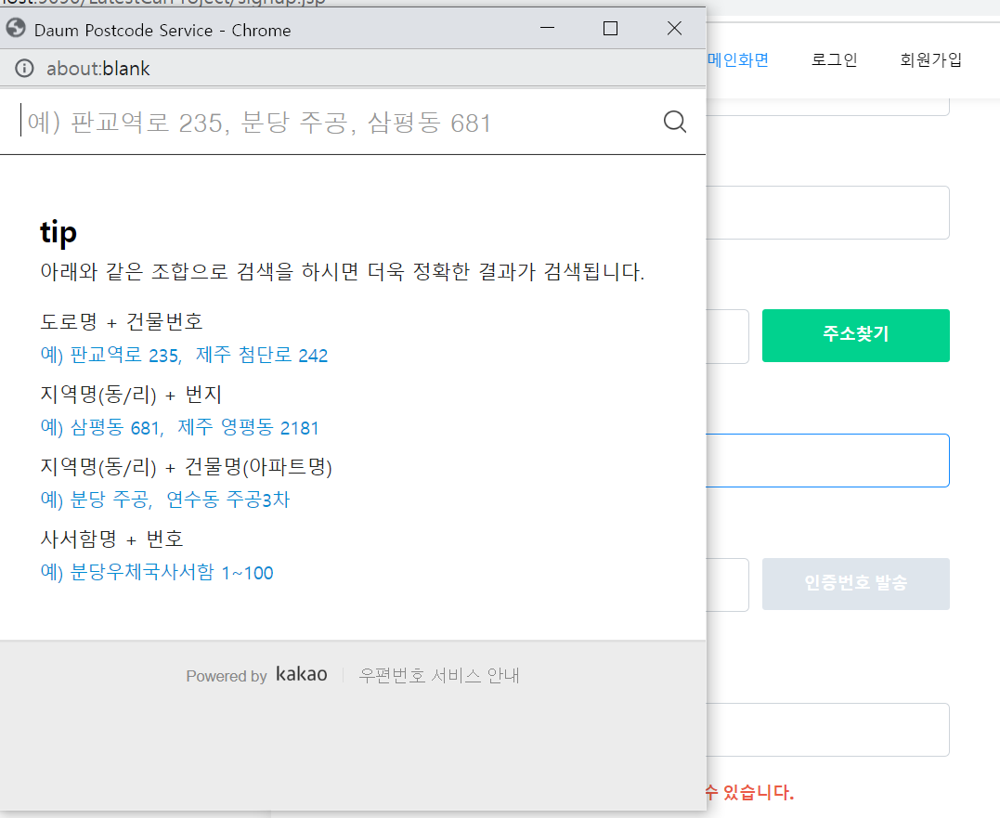 Daum Postcode Service - Chrome
about:blank
예) 판교역로 235, 분당 주공, 삼평동 681
tip
아래와 같은 조합으로 검색을 하시면 더욱 정확한 결과가 검색됩니다.
도로명 + 건물번호
예) 판교역로 235, 제주 첨단로 242
지역명(동/리) + 번지
예) 삼평동 681, 제주 영평동 2181
지역명(동/리) + 건물명(아파트명)
예) 분당 주공, 연수동 주공3차
사서함명 + 번호
예) 분당우체국사서함 1~100
Powered by kakao 우편번호 서비스 안내
메인화면 로그인 회원가입
주소찾기
인증번호 발송
수 있습니다.